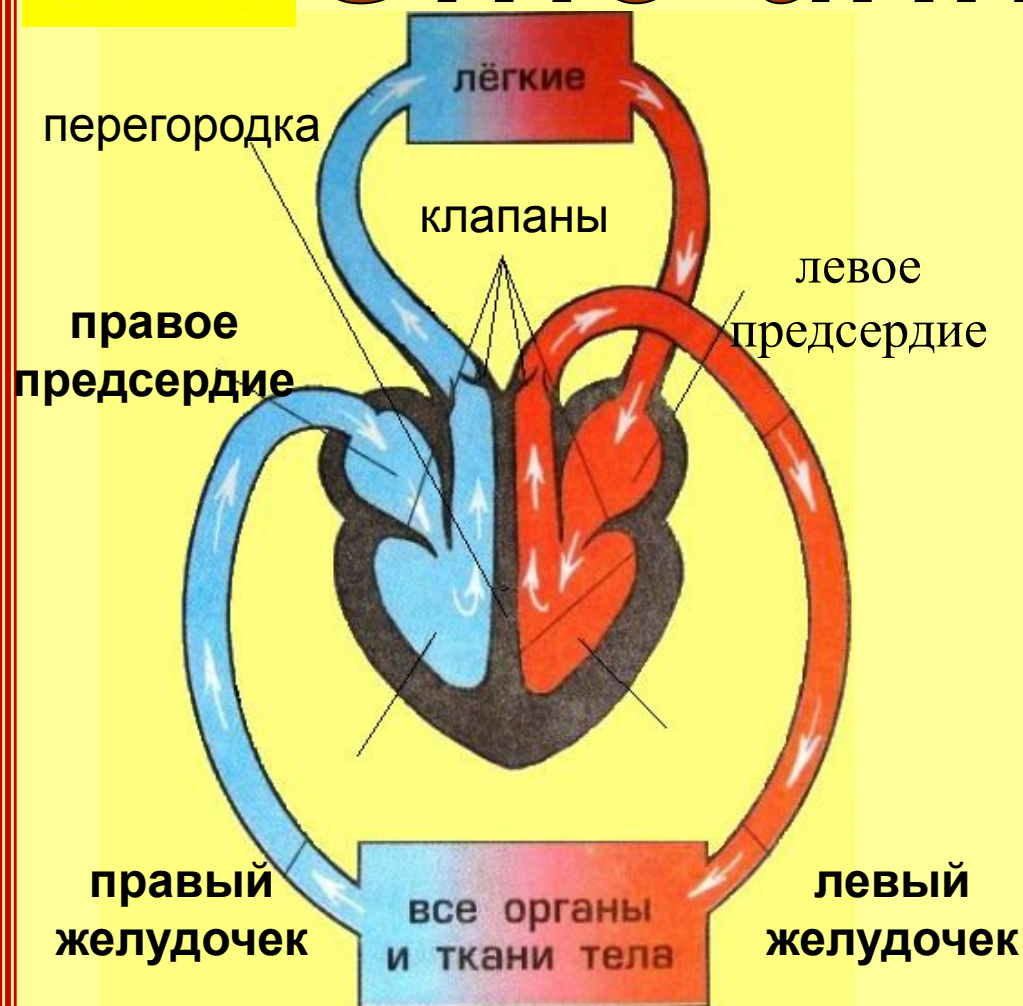 лёгкие
перегородка
клапаны
левое
предсердие
правое
предсердие
правый
желудочек
все органы
и ткани тела
левый
желудочек